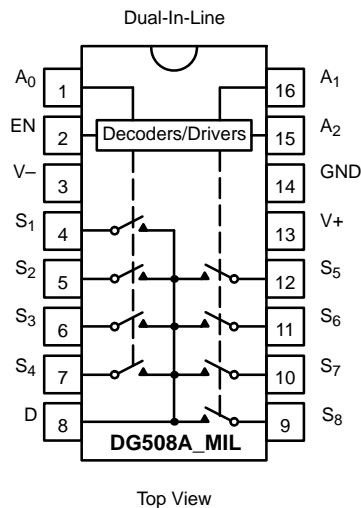 Dual-In-Line
A0 1 16 A1
EN 2 Decoders/Drivers 15 A2
V– 3 14 GND
S1 4 13 V+
S2 5 12 S5
S3 6 11 S6
S4 7 10 S7
D 8 9 S8
DG508A_MIL
Top View